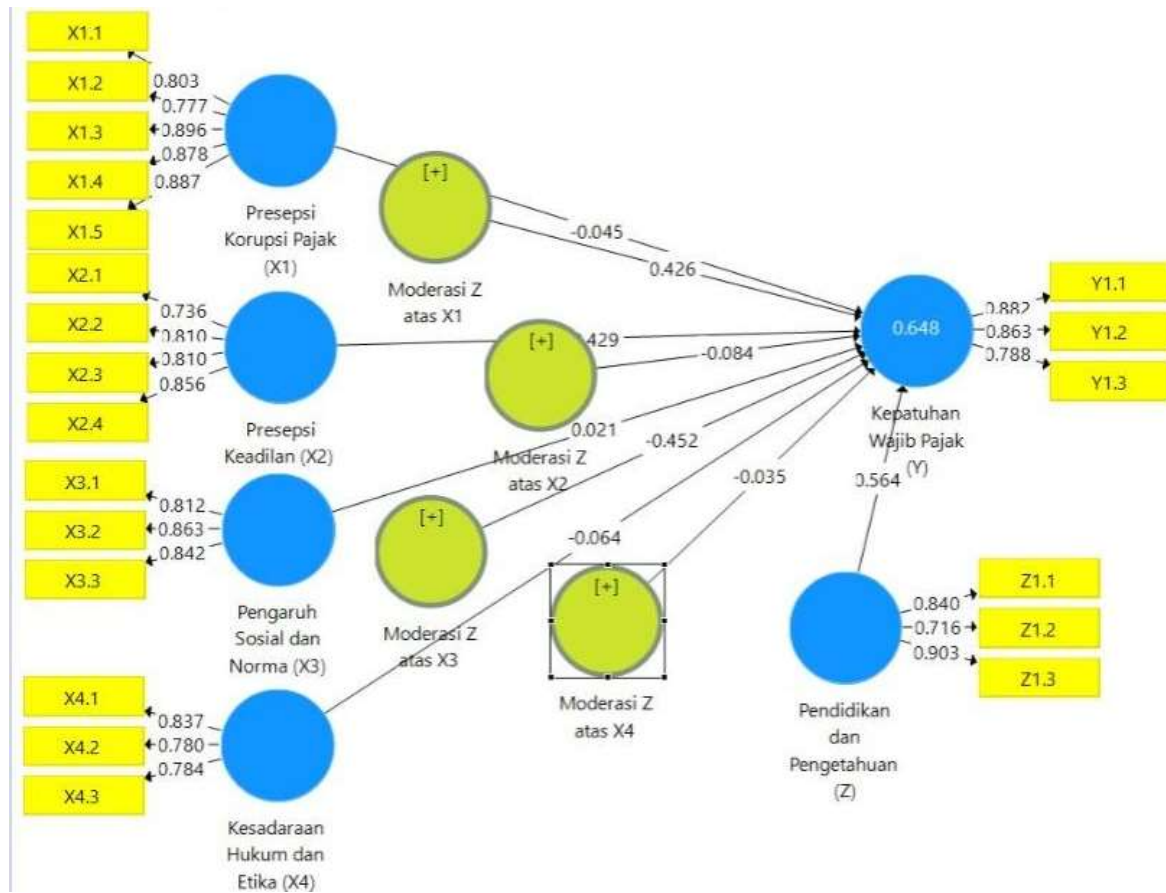 X1.1
X1.2
X1.3
X1.4
X1.5
0.803
0.777
0.896
0.878
0.887
Presepsi
Korupsi Pajak
(X1)
[+]
Moderasi Z
atas X1
-0.045
0.426
X2.1
X2.2
X2.3
X2.4
0.736
0.810
0.810
0.856
Presepsi
Keadilan (X2)
[+]
Moderasi Z
atas X2
0.429
-0.084
0.648
Kepatuhan
Wajib Pajak
(Y)
0.882
0.863
0.788
Y1.1
Y1.2
Y1.3
X3.1
X3.2
X3.3
0.812
0.863
0.842
Pengaruh
Sosial dan
Norma (X3)
[+]
Moderasi Z
atas X3
0.021
-0.452
-0.035
-0.064
0.564
[+]
Moderasi Z
atas X4
X4.1
X4.2
X4.3
0.837
0.780
0.784
Kesadaraan
Hukum dan
Etika (X4)
Pendidikan
dan
Pengetahuan
(Z)
0.840
0.716
0.903
Z1.1
Z1.2
Z1.3